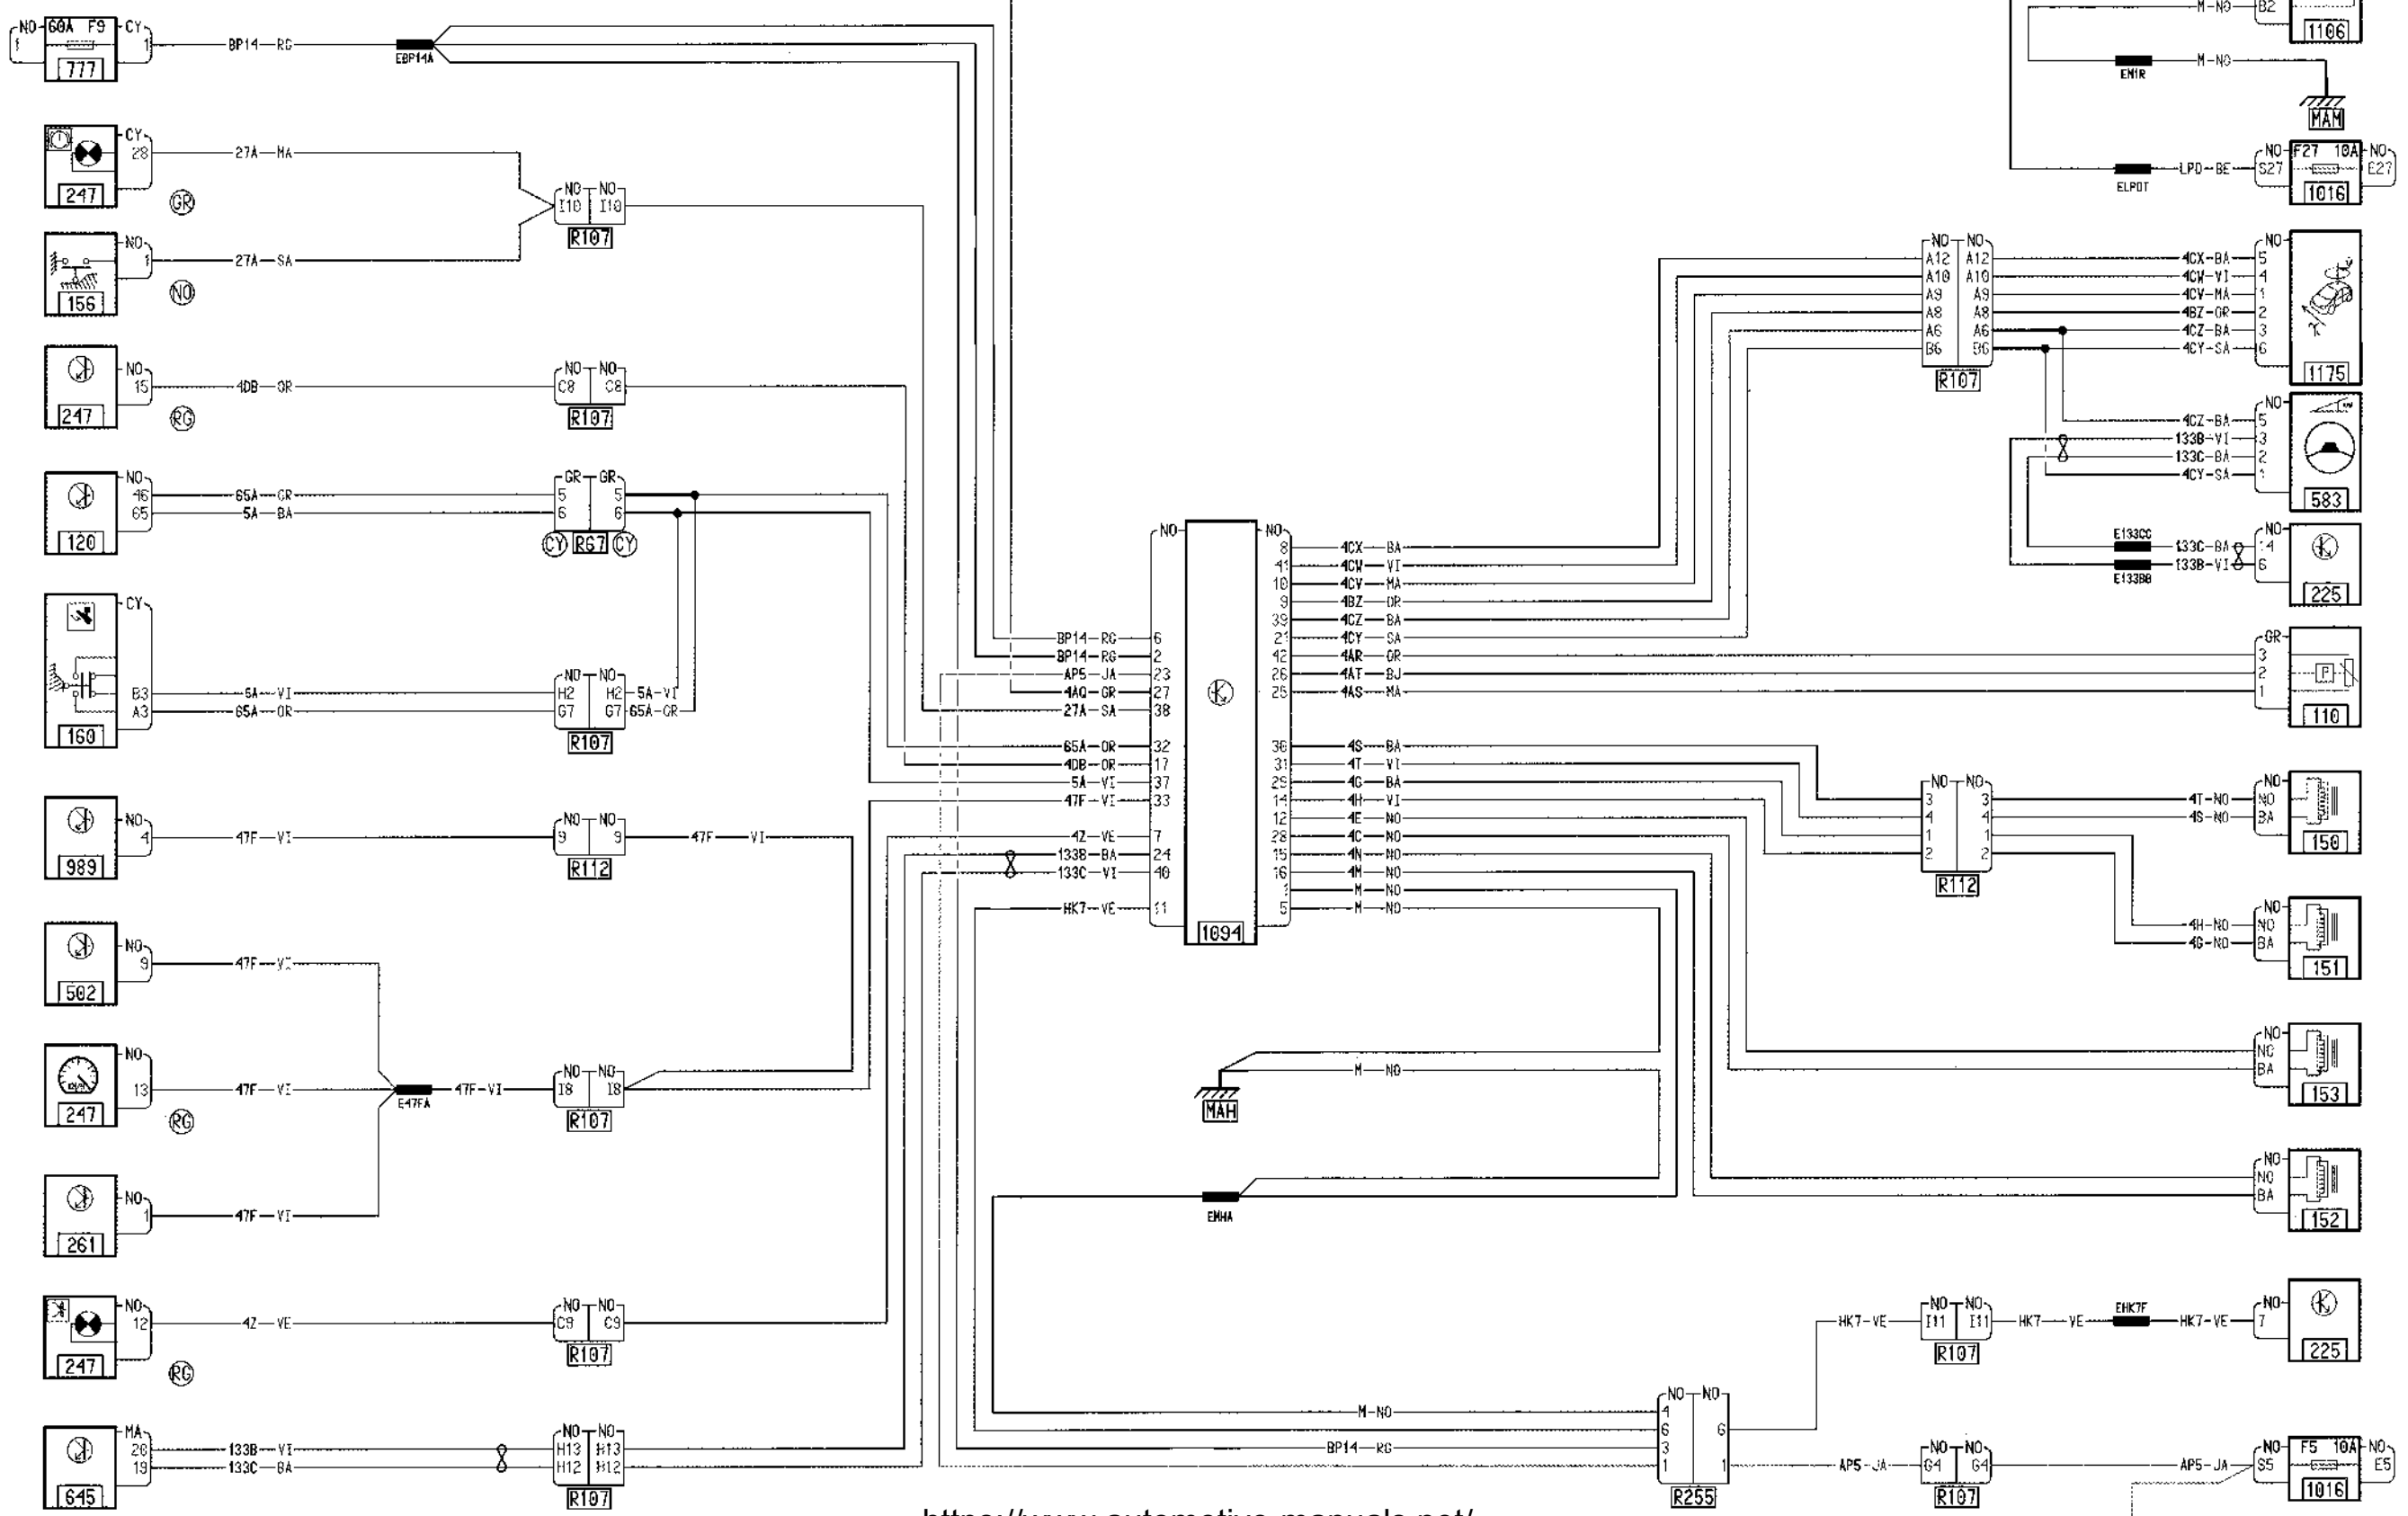 NO 60A F9 CY
1 1 BP14 RG EBP14A
777
M-NO B2
1106
EM1R M-NO
MAM
CY
28 27A MA
247 GR
NO NO
I10 I10
R107
NO
1 27A SA
156 NO
NO F27 10A NO
ELPDT LPD-BE S27 E27
1016
NO
15 4DB OR
247 RG
NO NO
C8 C8
R107
NO NO NO
A12 A12 4CX-BA 5
A10 A10 4CW-VI 4
A9 A9 4CV-MA 1
A8 A8 4BZ-OR 2
A6 A6 4CZ-BA 3
B6 B6 4CY-SA 6
R107 1175
NO
4CZ-BA 5
133B-VI 3
133C-BA 2
4CY-SA 1
583
NO
46 65A GR
65 5A BA
120
GR GR
5 5
6 6
CY R67 CY
NO
E133CC 133C-BA 14
E133BB 133B-VI 6
225
CY
B3 5A VI
A3 65A OR
160
NO NO
H2 H2 5A-VI
G7 G7 65A-OR
R107
NO NO
BP14-RG 6
BP14-RG 2
AP5-JA 23
4AQ-GR 27
27A-SA 38
65A-OR 32
4DB-OR 17
5A-VI 37
47F-VI 33
4Z-VE 7
133B-BA 24
133C-VI 40
HK7-VE 11
8 4CX BA
41 4CW VI
10 4CV MA
9 4BZ OR
39 4CZ BA
21 4CY SA
42 4AR OR
26 4AT BJ
25 4AS MA
30 4S BA
31 4T VI
29 4G BA
14 4H VI
12 4E NO
28 4C NO
15 4N NO
16 4M NO
1 M NO
5 M NO
1094
GR
3
2 P
1
110
NO
4 47F VI
989
NO NO
9 9 47F VI
R112
NO NO
3 3
4 4
1 1
2 2
R112
NO
4T-NO NO
4S-NO BA
150
NO
4H-NO NO
4G-NO BA
151
NO
9 47F VI
502
NO
13 47F VI
247 RG
E47FA 47F-VI
NO NO
I8 I8
R107
M NO
MAH
NO
NO
BA
153
NO
1 47F VI
261
EMHA
NO
NO
BA
152
NO
12 4Z VE
247 RG
NO NO
C9 C9
R107
HK7-VE
NO NO
I11 I11
R107
HK7 VE EHK7F HK7-VE
NO
7
225
MA
20 133B VI
19 133C BA
645
NO NO
H13 H13
H12 H12
R107
NO NO
M-NO 4
6 6
BP14 RG 3
1 1
R255
AP5-JA
NO NO
G4 G4
R107
AP5-JA
NO F5 10A NO
S5 E5
1016
https://www.automotive-manuals.net/